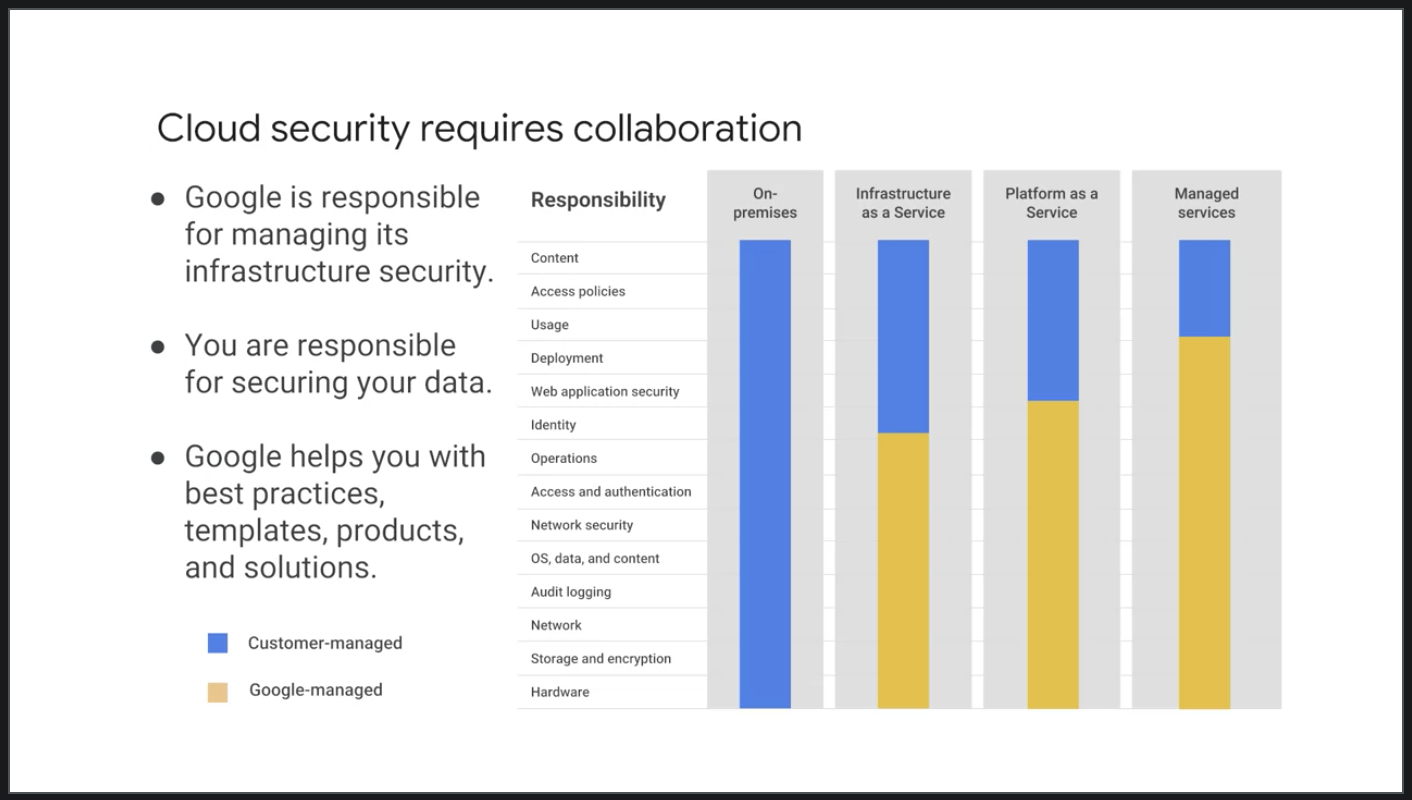 Cloud security requires collaboration
● Google is responsible
for managing its
infrastructure security.
● You are responsible
for securing your data.
● Google helps you with
best practices,
templates, products,
and solutions.
Customer-managed
Google-managed
Responsibility
On-
premises
Infrastructure
as a Service
Platform as a
Service
Managed
services
Content
Access policies
Usage
Deployment
Web application security
Identity
Operations
Access and authentication
Network security
OS, data, and content
Audit logging
Network
Storage and encryption
Hardware